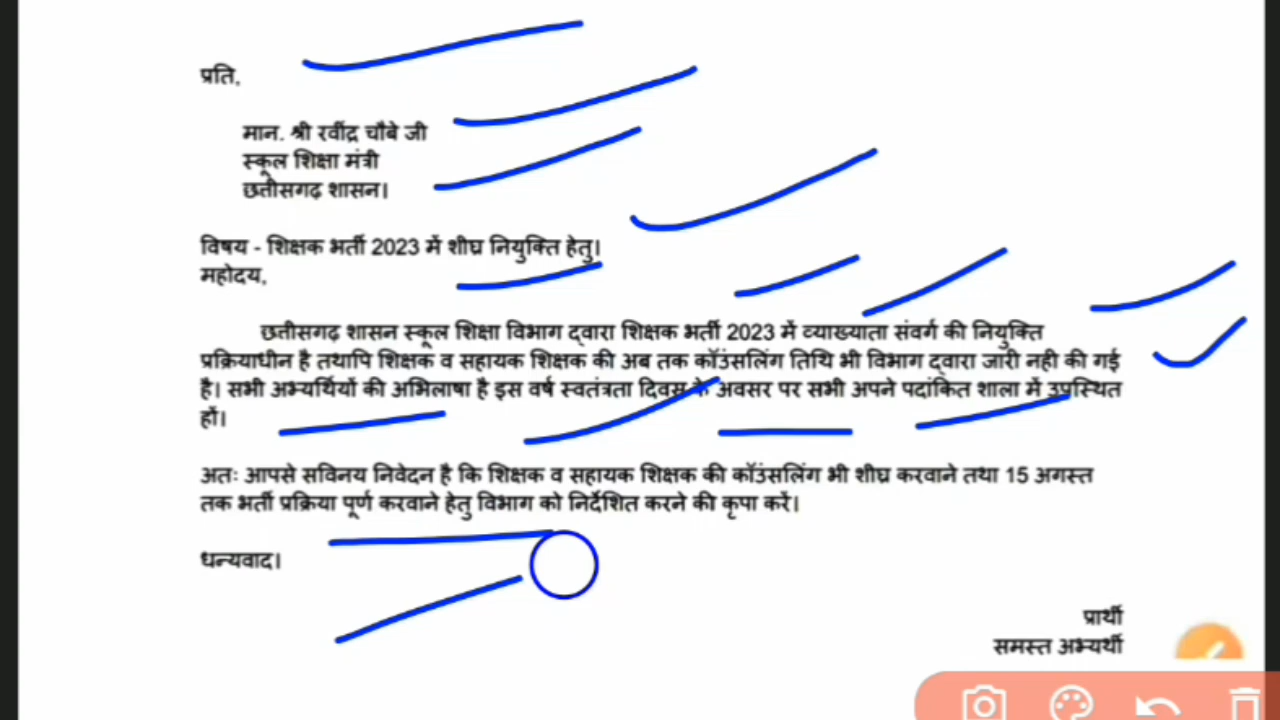 प्रति,
मान. श्री रवींद्र चौबे जी
स्कूल शिक्षा मंत्री
छतीसगढ़ शासन।
विषय - शिक्षक भर्ती 2023 में शीघ्र नियुक्ति हेतु।
महोदय,
छतीसगढ़ शासन स्कूल शिक्षा विभाग द्वारा शिक्षक भर्ती 2023 में व्याख्याता संवर्ग की नियुक्ति
प्रक्रियाधीन है तथापि शिक्षक व सहायक शिक्षक की अब तक कॉउंसलिंग तिथि भी विभाग द्वारा जारी नही की गई
है। सभी अभ्यर्थियों की अभिलाषा है इस वर्ष स्वतंत्रता दिवस के अवसर पर सभी अपने पदांकित शाला में उपस्थित
हों।
अतः आपसे सविनय निवेदन है कि शिक्षक व सहायक शिक्षक की कॉउंसलिंग भी शीघ्र करवाने तथा 15 अगस्त
तक भर्ती प्रक्रिया पूर्ण करवाने हेतु विभाग को निर्देशित करने की कृपा करें।
धन्यवाद।
प्रार्थी
समस्त अभ्यर्थी